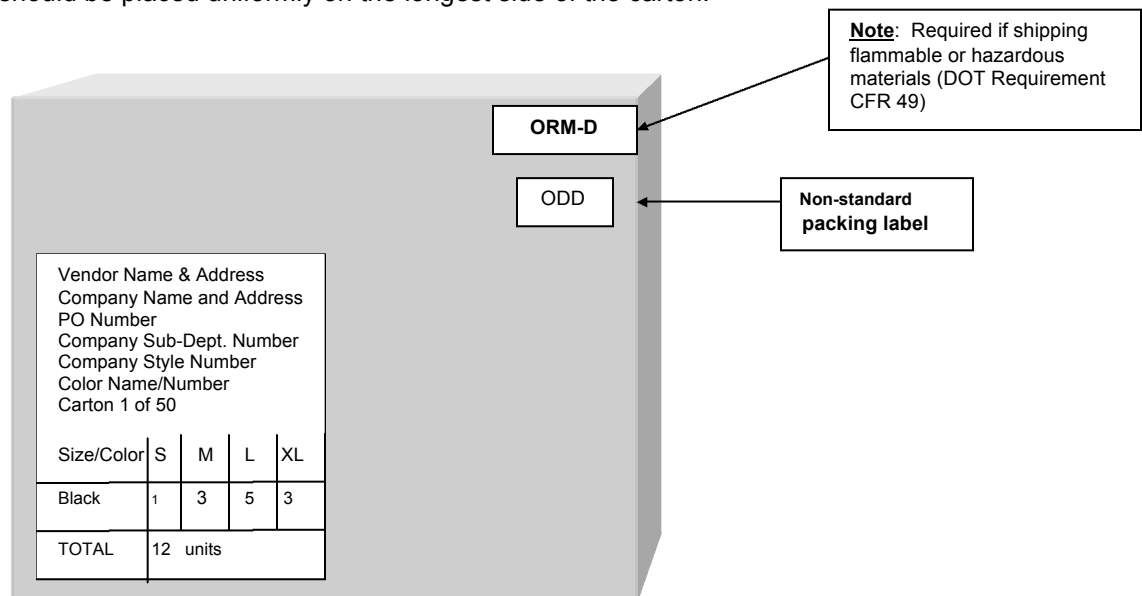 should be placed uniformly on the longest side of the carton.
Note: Required if shipping
flammable or hazardous
materials (DOT Requirement
CFR 49)
ORM-D
ODD
Non-standard
packing label
Vendor Name & Address
Company Name and Address
PO Number
Company Sub-Dept. Number
Company Style Number
Color Name/Number
Carton 1 of 50
Size/Color S M L XL
Black 1 3 5 3
TOTAL 12 units